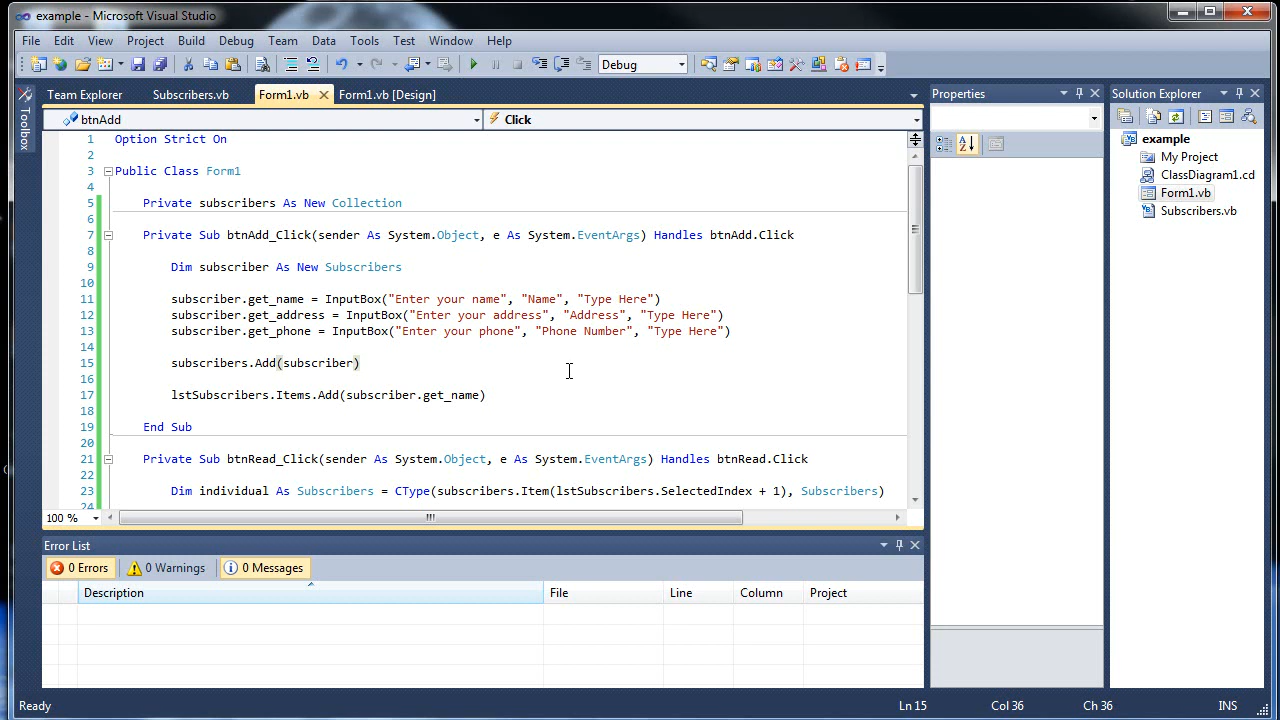 example - Microsoft Visual Studio
File Edit View Project Build Debug Team Data Tools Test Window Help
Debug
Team Explorer Subscribers.vb Form1.vb Form1.vb [Design]
Toolbox
btnAdd Click
1 Option Strict On
2
3 Public Class Form1
4
5 Private subscribers As New Collection
6
7 Private Sub btnAdd_Click(sender As System.Object, e As System.EventArgs) Handles btnAdd.Click
8
9 Dim subscriber As New Subscribers
10
11 subscriber.get_name = InputBox("Enter your name", "Name", "Type Here")
12 subscriber.get_address = InputBox("Enter your address", "Address", "Type Here")
13 subscriber.get_phone = InputBox("Enter your phone", "Phone Number", "Type Here")
14
15 subscribers.Add(subscriber)
16
17 lstSubscribers.Items.Add(subscriber.get_name)
18
19 End Sub
20
21 Private Sub btnRead_Click(sender As System.Object, e As System.EventArgs) Handles btnRead.Click
22
23 Dim individual As Subscribers = CType(subscribers.Item(lstSubscribers.SelectedIndex + 1), Subscribers)
24
100 %
Error List
0 Errors 0 Warnings 0 Messages
Description File Line Column Project
Properties
Solution Explorer
example
My Project
ClassDiagram1.cd
Form1.vb
Subscribers.vb
Ready Ln 15 Col 36 Ch 36 INS